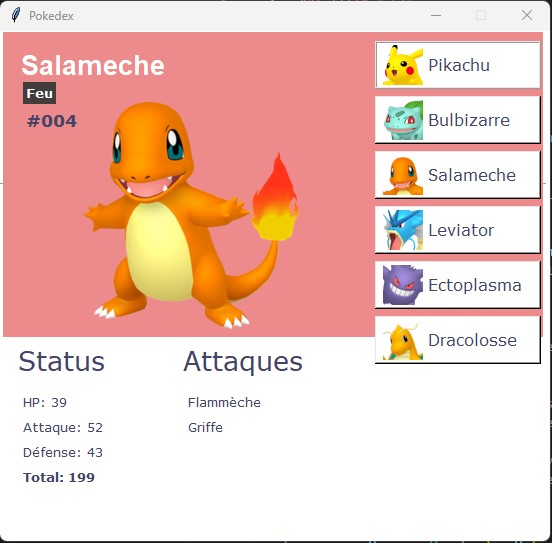 Pokedex
Salameche
Feu
#004
Pikachu
Bulbizarre
Salameche
Leviator
Ectoplasma
Dracolosse
Status
HP: 39
Attaque: 52
Défense: 43
Total: 199
Attaques
Flammèche
Griffe